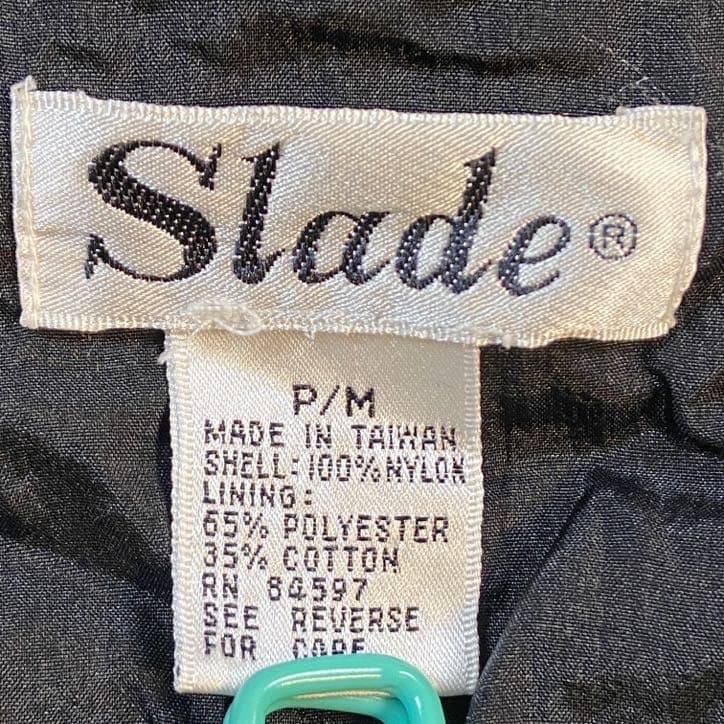 Slade®
P/M
MADE IN TAIWAN
SHELL: 100% NYLON
LINING:
65% POLYESTER
35% COTTON
RN 84597
SEE REVERSE
FOR CARE